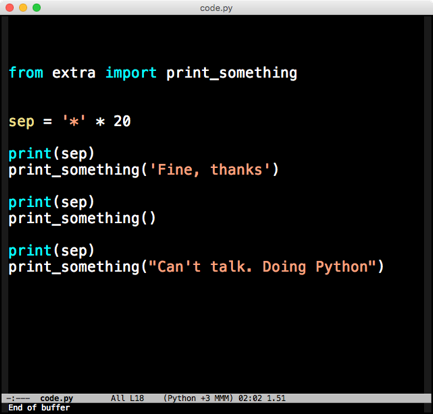 code.py
from extra import print_something
sep = '*' * 20
print(sep)
print_something('Fine, thanks')
print(sep)
print_something()
print(sep)
print_something("Can't talk. Doing Python")
-:--- code.py All L18 (Python +3 MMM) 02:02 1.51
End of buffer